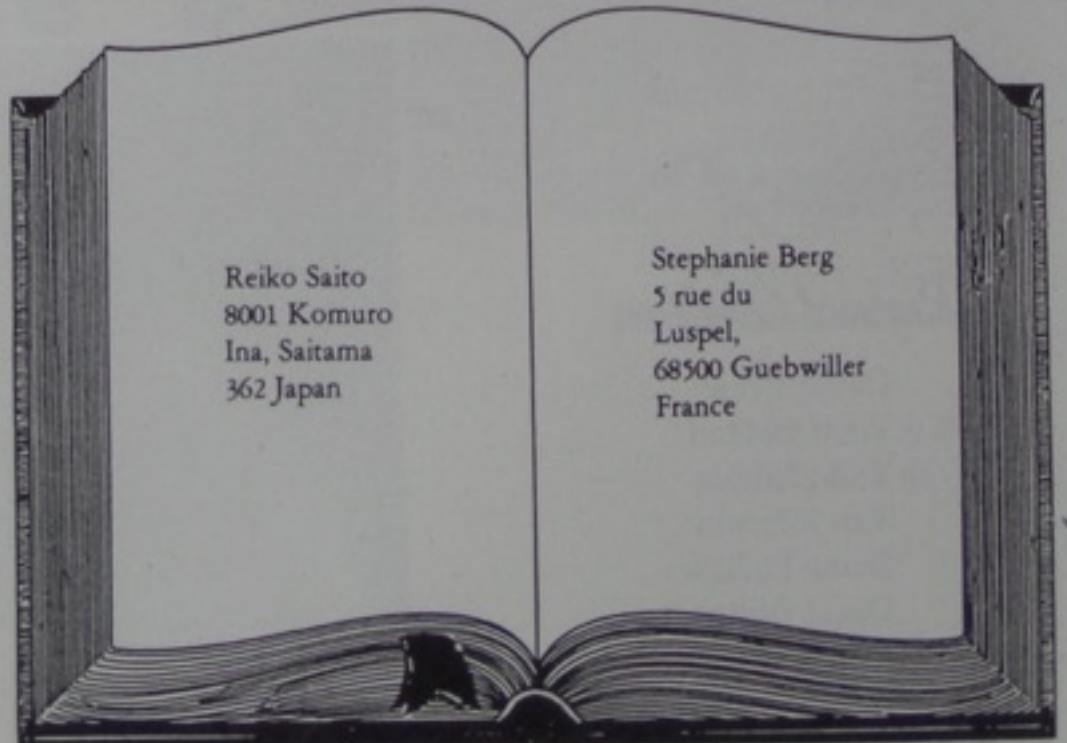 Reiko Saito
8001 Komuro
Ina, Saitama
362 Japan
Stephanie Berg
5 rue du
Luspel,
68500 Guebwiller
France